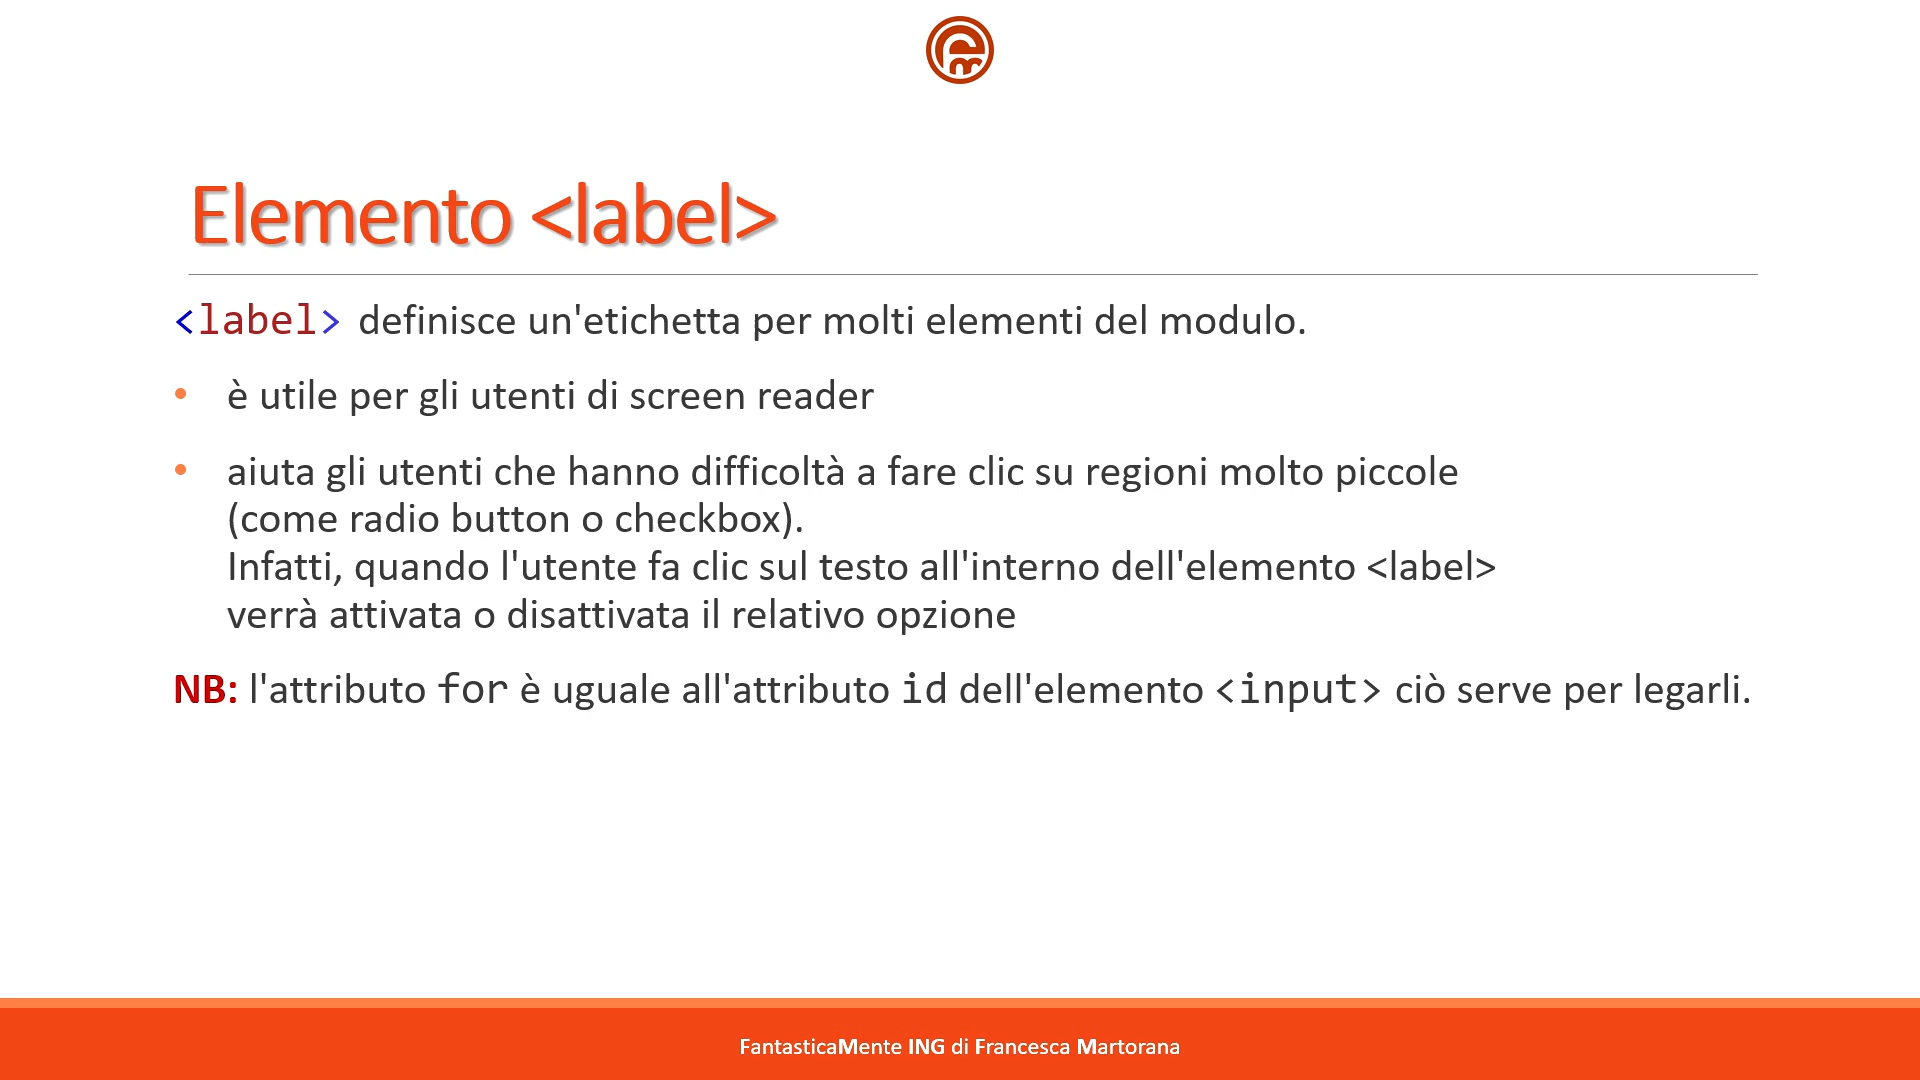 Elemento <label>
<label> definisce un'etichetta per molti elementi del modulo.
• è utile per gli utenti di screen reader
• aiuta gli utenti che hanno difficoltà a fare clic su regioni molto piccole
(come radio button o checkbox).
Infatti, quando l'utente fa clic sul testo all'interno dell'elemento <label>
verrà attivata o disattivata il relativo opzione
NB: l'attributo for è uguale all'attributo id dell'elemento <input> ciò serve per legarli.
FantasticaMente ING di Francesca Martorana